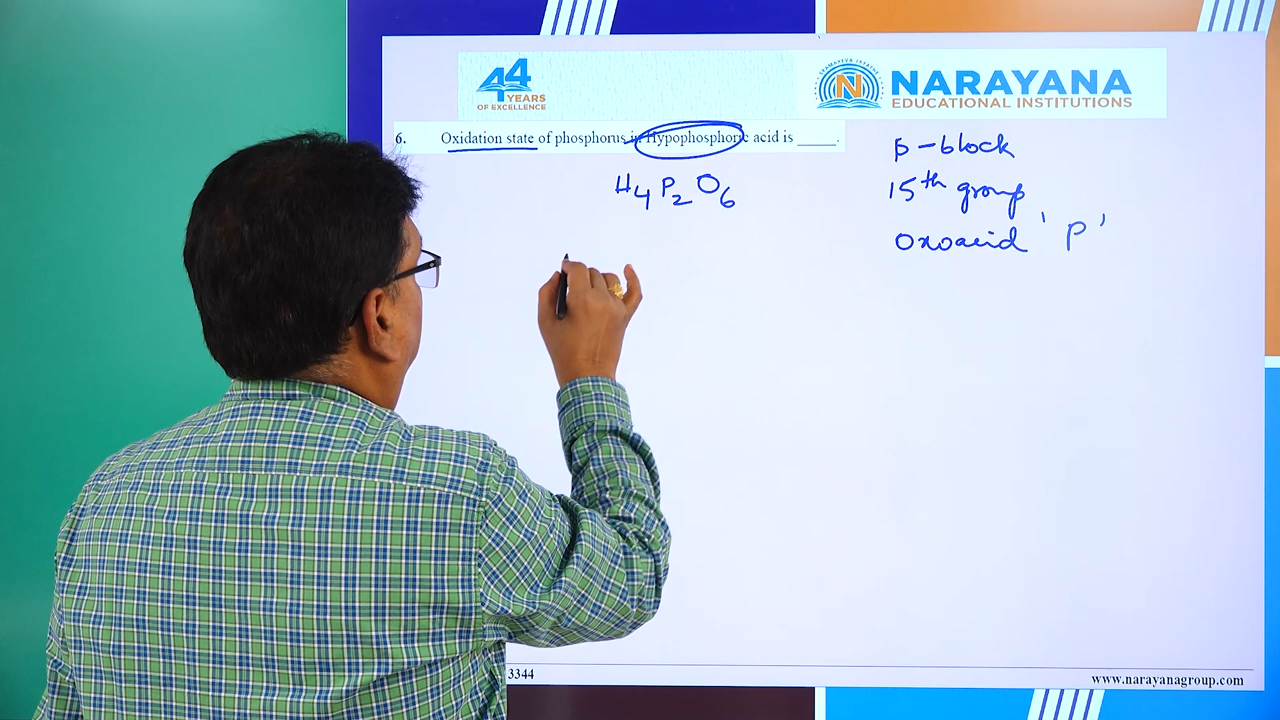 44
YEARS
OF EXCELLENCE
NARAYANA
EDUCATIONAL INSTITUTIONS
6. Oxidation state of phosphorus in Hypophosphoric acid is _____.
H4P2O6
p-block
15th group
oxoacid 'P'
3344
www.narayanagroup.com